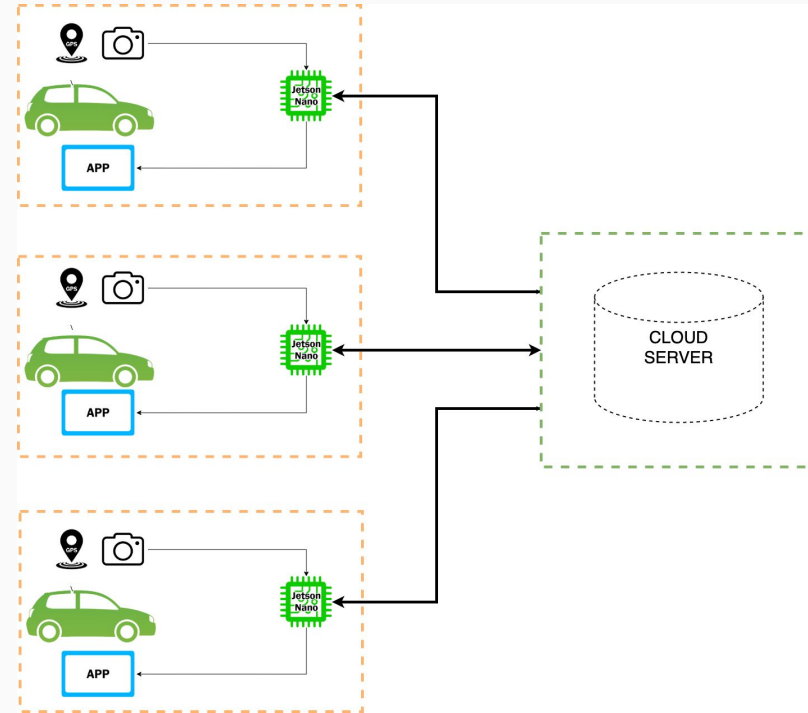 GPS
Jetson
Nano
APP
GPS
Jetson
Nano
APP
CLOUD
SERVER
GPS
Jetson
Nano
APP